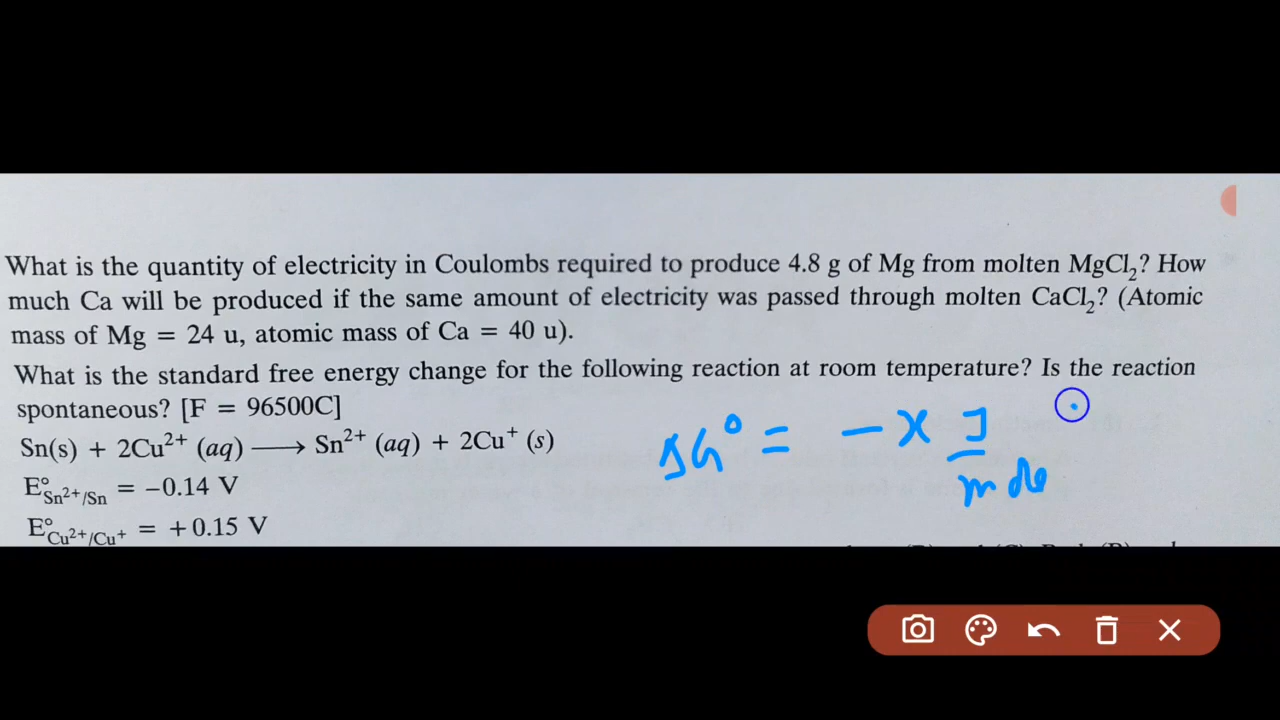 What is the quantity of electricity in Coulombs required to produce 4.8 g of Mg from molten MgCl₂? How
much Ca will be produced if the same amount of electricity was passed through molten CaCl₂? (Atomic
mass of Mg = 24 u, atomic mass of Ca = 40 u).
What is the standard free energy change for the following reaction at room temperature? Is the reaction
spontaneous? [F = 96500C]
Sn(s) + 2Cu²⁺ (aq) ⟶ Sn²⁺ (aq) + 2Cu⁺ (s)
E°Sn²⁺/Sn = −0.14 V
E°Cu²⁺/Cu⁺ = +0.15 V
ΔG° = −x J/mole